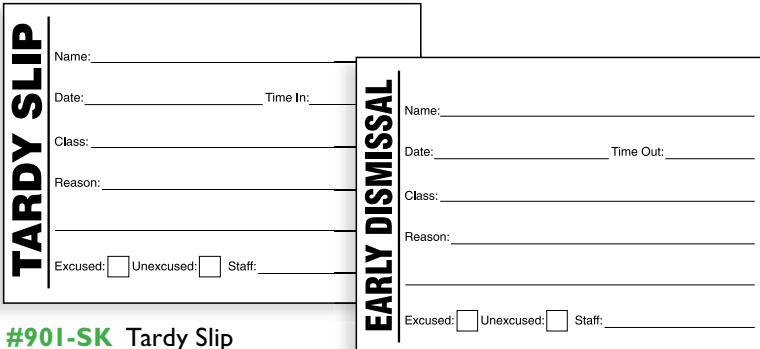 TARDY SLIP
Name:
Date: Time In:
Class:
Reason:
Excused: Unexcused: Staff:
EARLY DISMISSAL
Name:
Date: Time Out:
Class:
Reason:
Excused: Unexcused: Staff:
#901-SK Tardy Slip